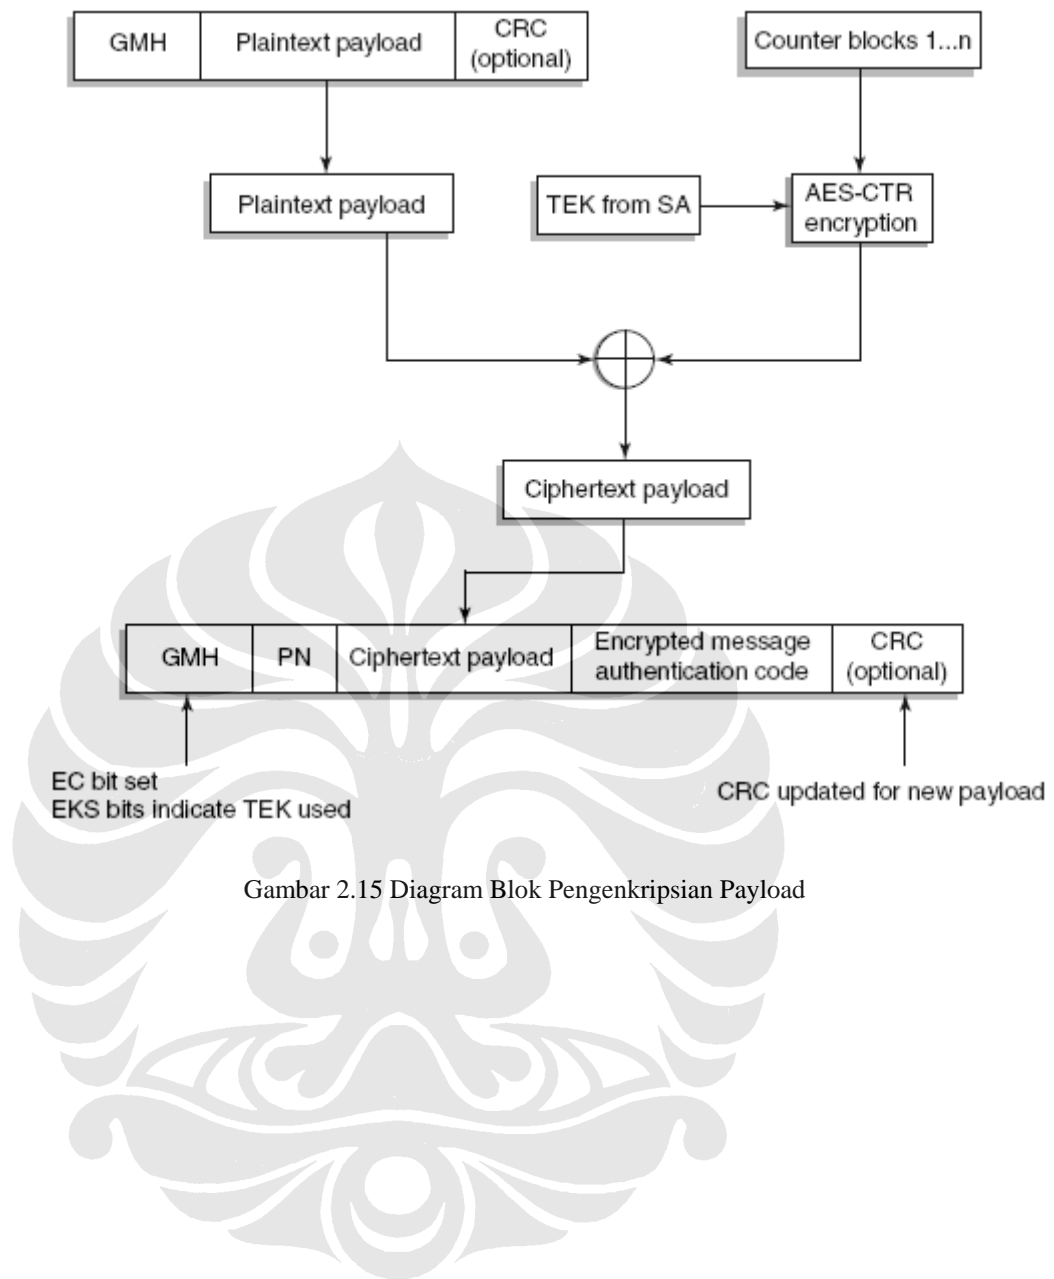 GMH
Plaintext payload
CRC
(optional)
Counter blocks 1...n
Plaintext payload
TEK from SA
AES-CTR
encryption
Ciphertext payload
GMH
PN
Ciphertext payload
Encrypted message
authentication code
CRC
(optional)
EC bit set
EKS bits indicate TEK used
CRC updated for new payload
Gambar 2.15 Diagram Blok Pengenkripsian Payload